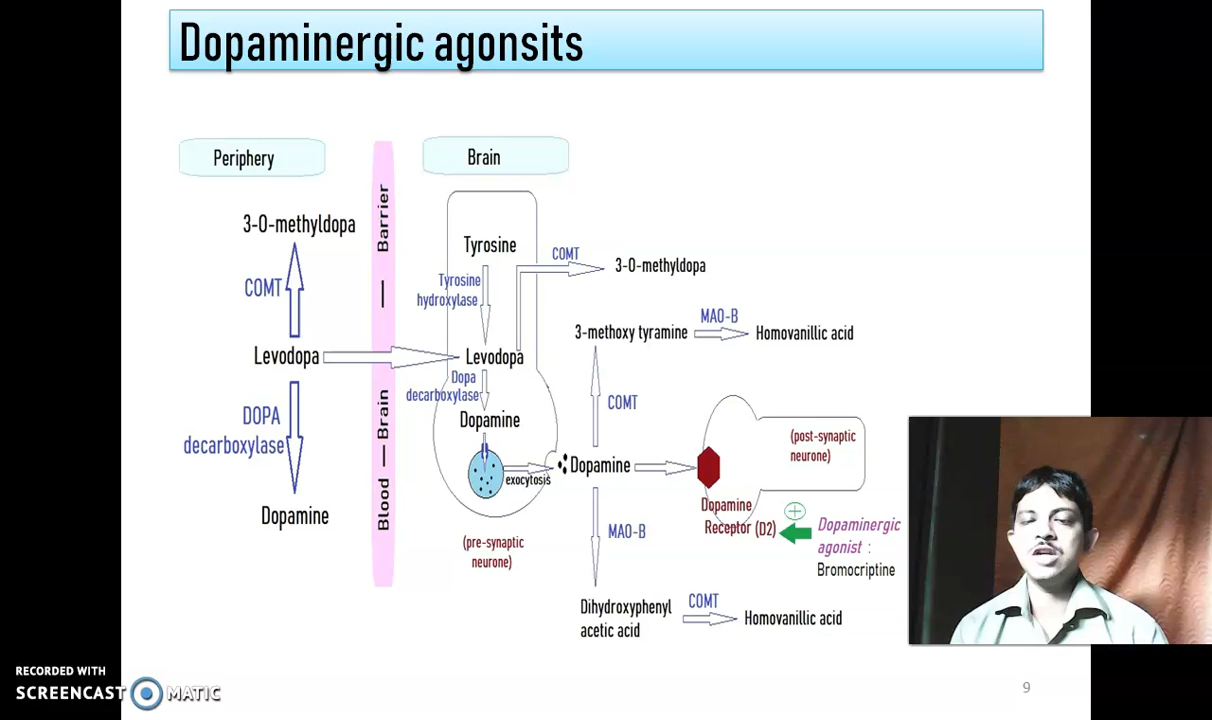 Dopaminergic agonsits
Periphery
Brain
3-O-methyldopa
COMT
Levodopa
DOPA
decarboxylase
Dopamine
Blood — Brain — Barrier
Tyrosine
Tyrosine
hydroxylase
Levodopa
Dopa
decarboxylase
Dopamine
exocytosis
(pre-synaptic
neurone)
COMT
3-O-methyldopa
3-methoxy tyramine
MAO-B
Homovanillic acid
COMT
Dopamine
MAO-B
Dihydroxyphenyl
acetic acid
COMT
Homovanillic acid
(post-synaptic
neurone)
Dopamine
Receptor (D2)
+
Dopaminergic
agonist :
Bromocriptine
RECORDED WITH
SCREENCAST MATIC
9